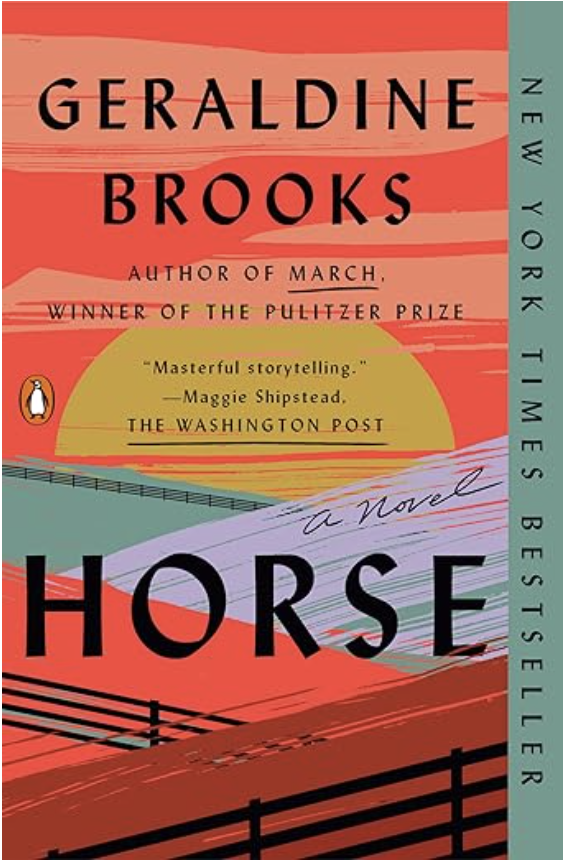 GERALDINE
BROOKS
AUTHOR OF MARCH,
WINNER OF THE PULITZER PRIZE
“Masterful storytelling.”
—Maggie Shipstead,
THE WASHINGTON POST
a Novel
HORSE
NEW YORK TIMES BESTSELLER